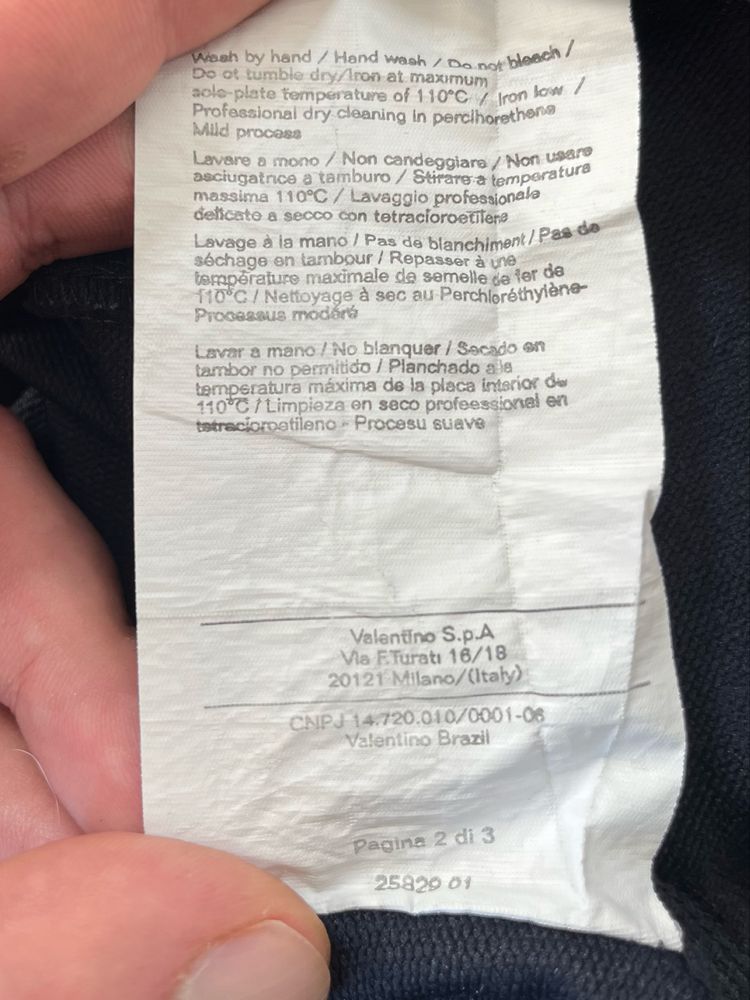 Wash by hand / Hand wash / Do not bleach /
Do ot tumble dry/Iron at maximum
sole-plate temperature of 110°C / Iron low /
Professional dry cleaning in perclhorethene
Mild process
Lavare a mono / Non candeggiare / Non usare
asciugatrice a tamburo / Stirare a temperatura
massima 110°C / Lavaggio professionale
delicato a secco con tetracloroetilene
Lavage à la mano / Pas de blanchiment / Pas de
séchage en tambour / Repasser à une
température maximale de semelle de fer de
110°C / Nettoyage à sec au Perchloréthylène-
Processus modéré
Lavar a mano / No blanquer / Secado en
tambor no permitido / Planchado a la
temperatura máxima de la placa interior de
110°C / Limpieza en seco profeessional en
tetracloroetileno - Procesu suave
Valentino S.p.A
Via F.Turati 16/18
20121 Milano/(Italy)
CNPJ 14.720.010/0001-06
Valentino Brazil
Pagina 2 di 3
25829 01